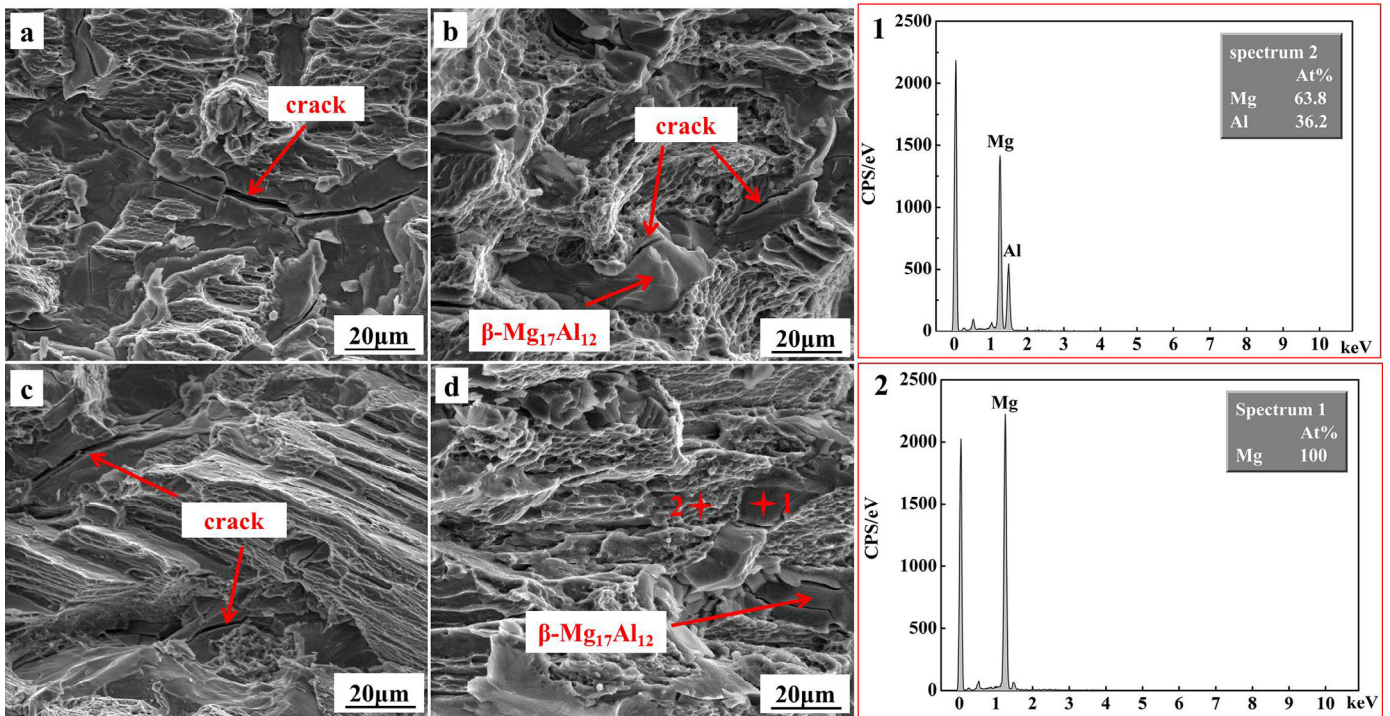 a
crack
20μm
b
crack
β-Mg₁₇Al₁₂
20μm
c
crack
20μm
d
2
1
β-Mg₁₇Al₁₂
20μm
1
CPS/eV
2500
2000
1500
1000
500
0
Mg
Al
spectrum 2
At%
Mg 63.8
Al 36.2
0 1 2 3 4 5 6 7 8 9 10 keV
2
CPS/eV
2500
2000
1500
1000
500
0
Mg
Spectrum 1
At%
Mg 100
0 1 2 3 4 5 6 7 8 9 10 keV